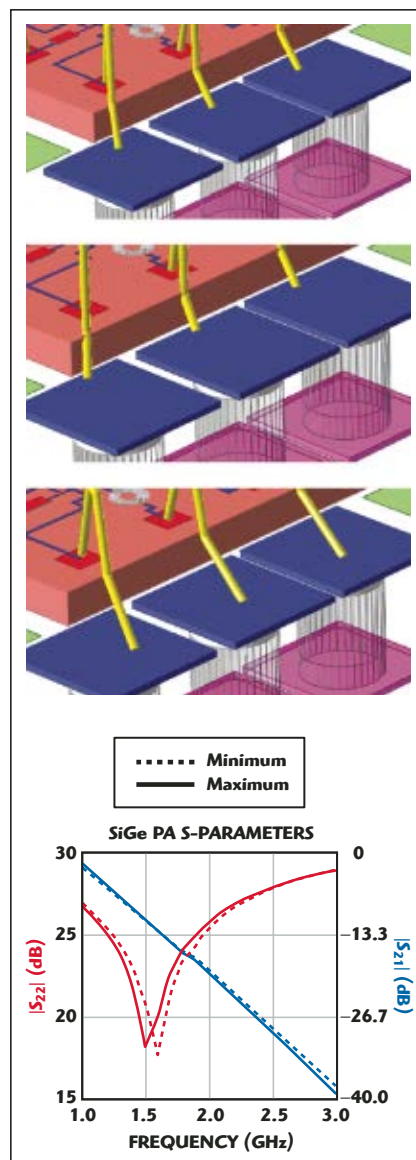 Minimum
Maximum
SiGe PA S-PARAMETERS
30
25
20
15
|S22| (dB)
0
–13.3
–26.7
–40.0
|S21| (dB)
1.0
1.5
2.0
2.5
3.0
FREQUENCY (GHz)